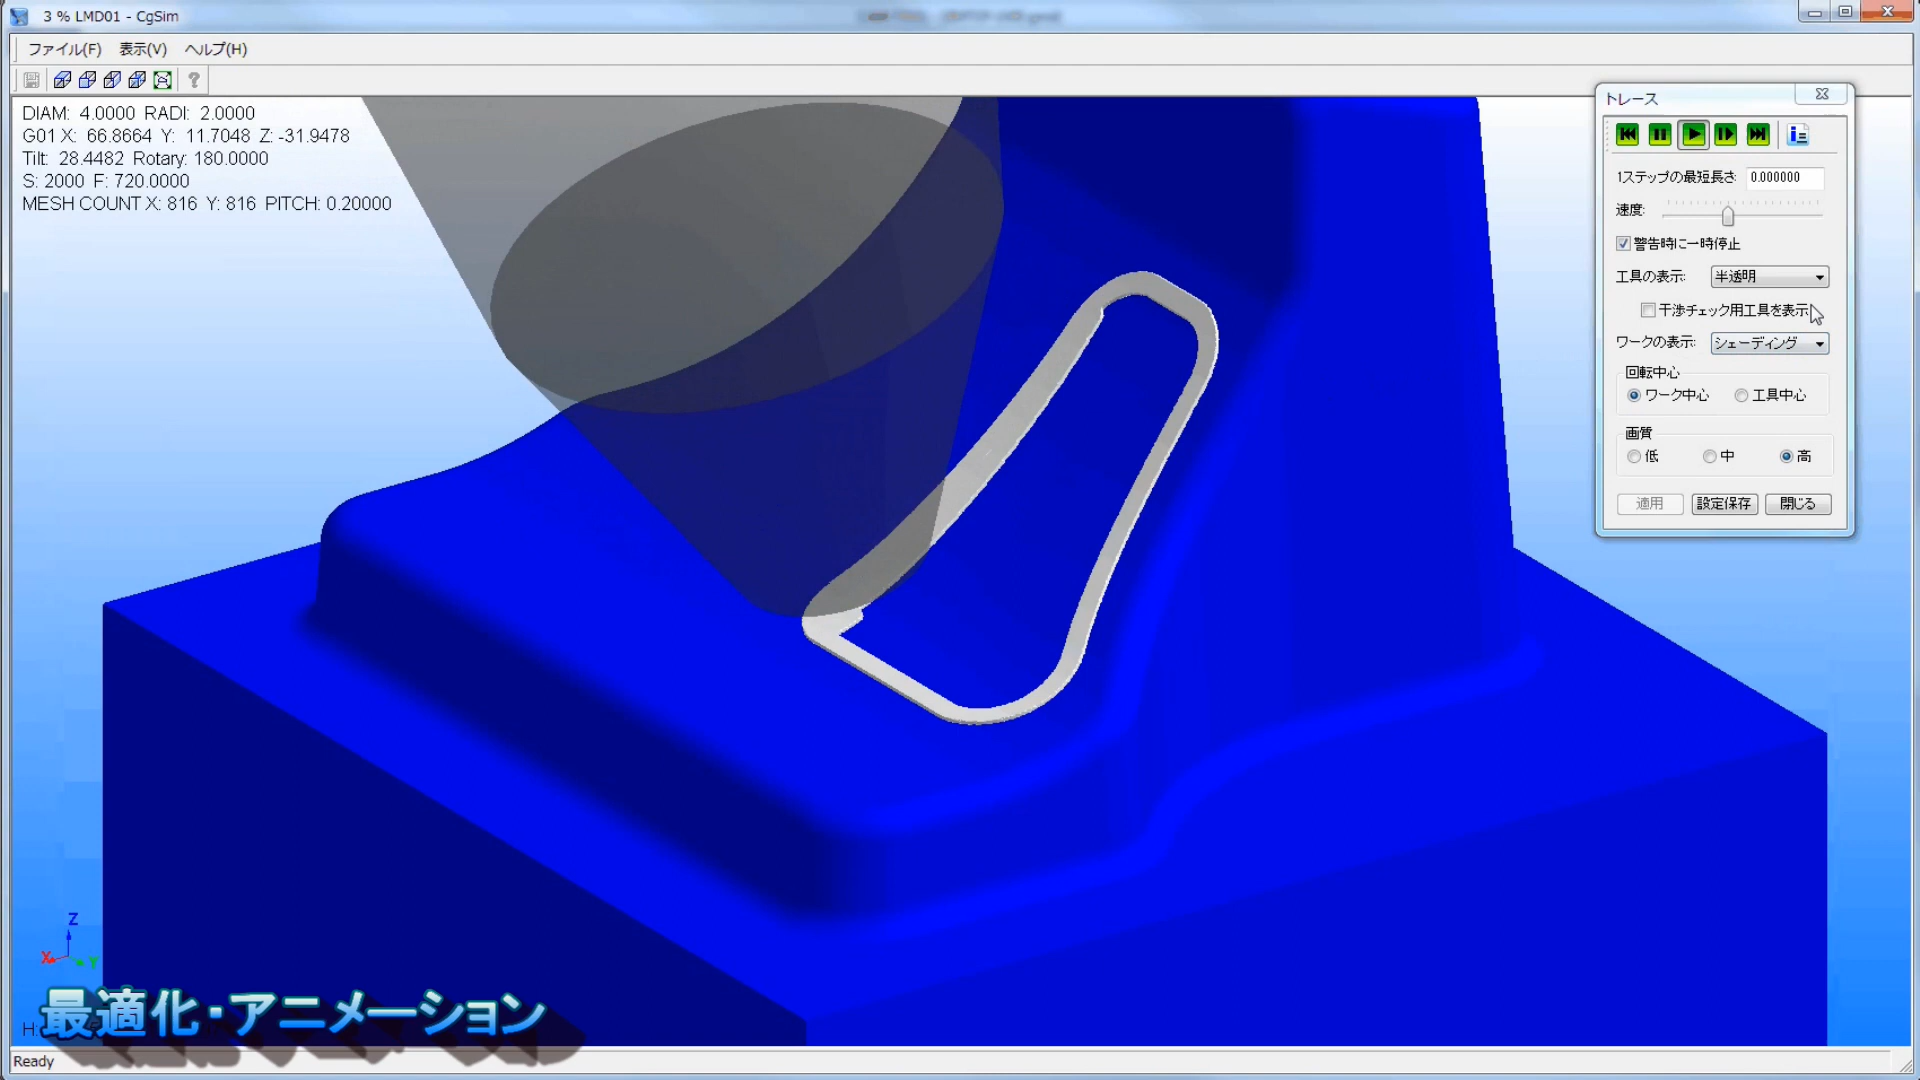 3 % LMD01 - CgSim
ファイル(F) 表示(V) ヘルプ(H)
DIAM: 4.0000 RADI: 2.0000
G01 X: 66.8664 Y: 11.7048 Z: -31.9478
Tilt: 28.4482 Rotary: 180.0000
S: 2000 F: 720.0000
MESH COUNT X: 816 Y: 816 PITCH: 0.20000
トレース
1ステップの最短長さ: 0.000000
速度:
警告時に一時停止
工具の表示: 半透明
干渉チェック用工具を表示
ワークの表示: シェーディング
回転中心
ワーク中心 工具中心
画質
低 中 高
適用 設定保存 閉じる
Z
X Y
最適化・アニメーション
H:
Ready